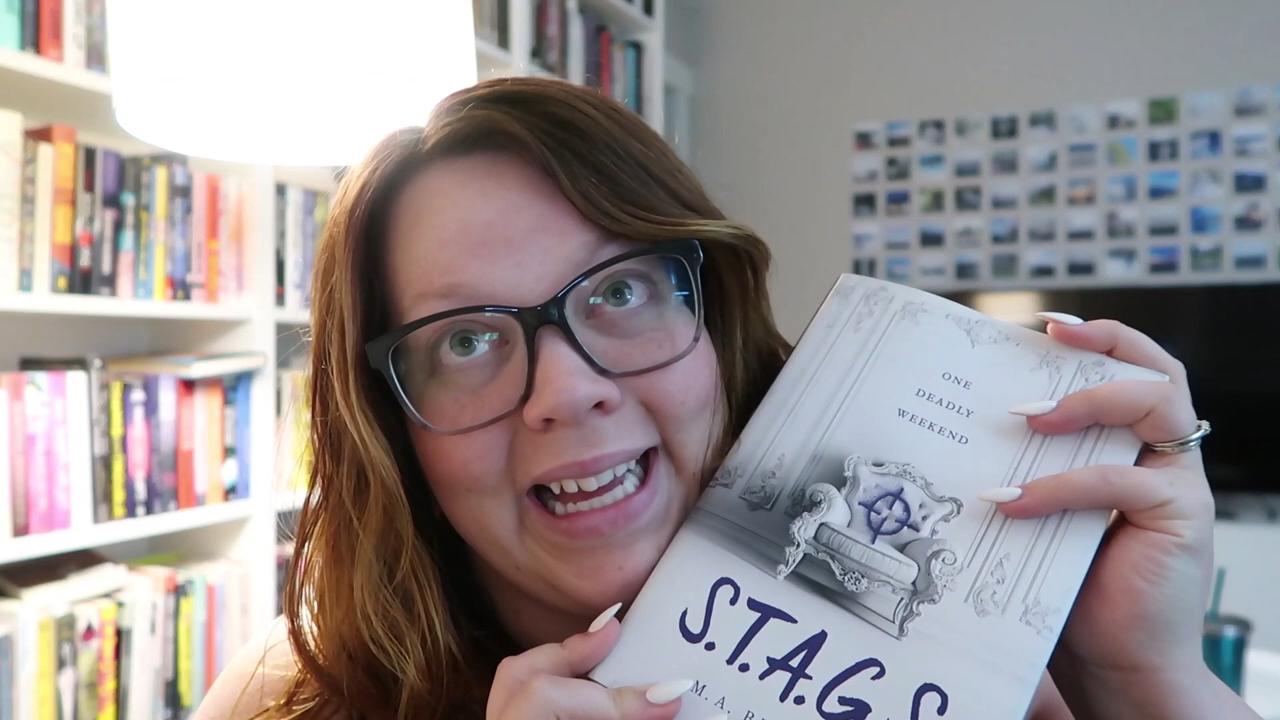 ONE
DEADLY
WEEKEND
S.T.A.G.S
M. A.